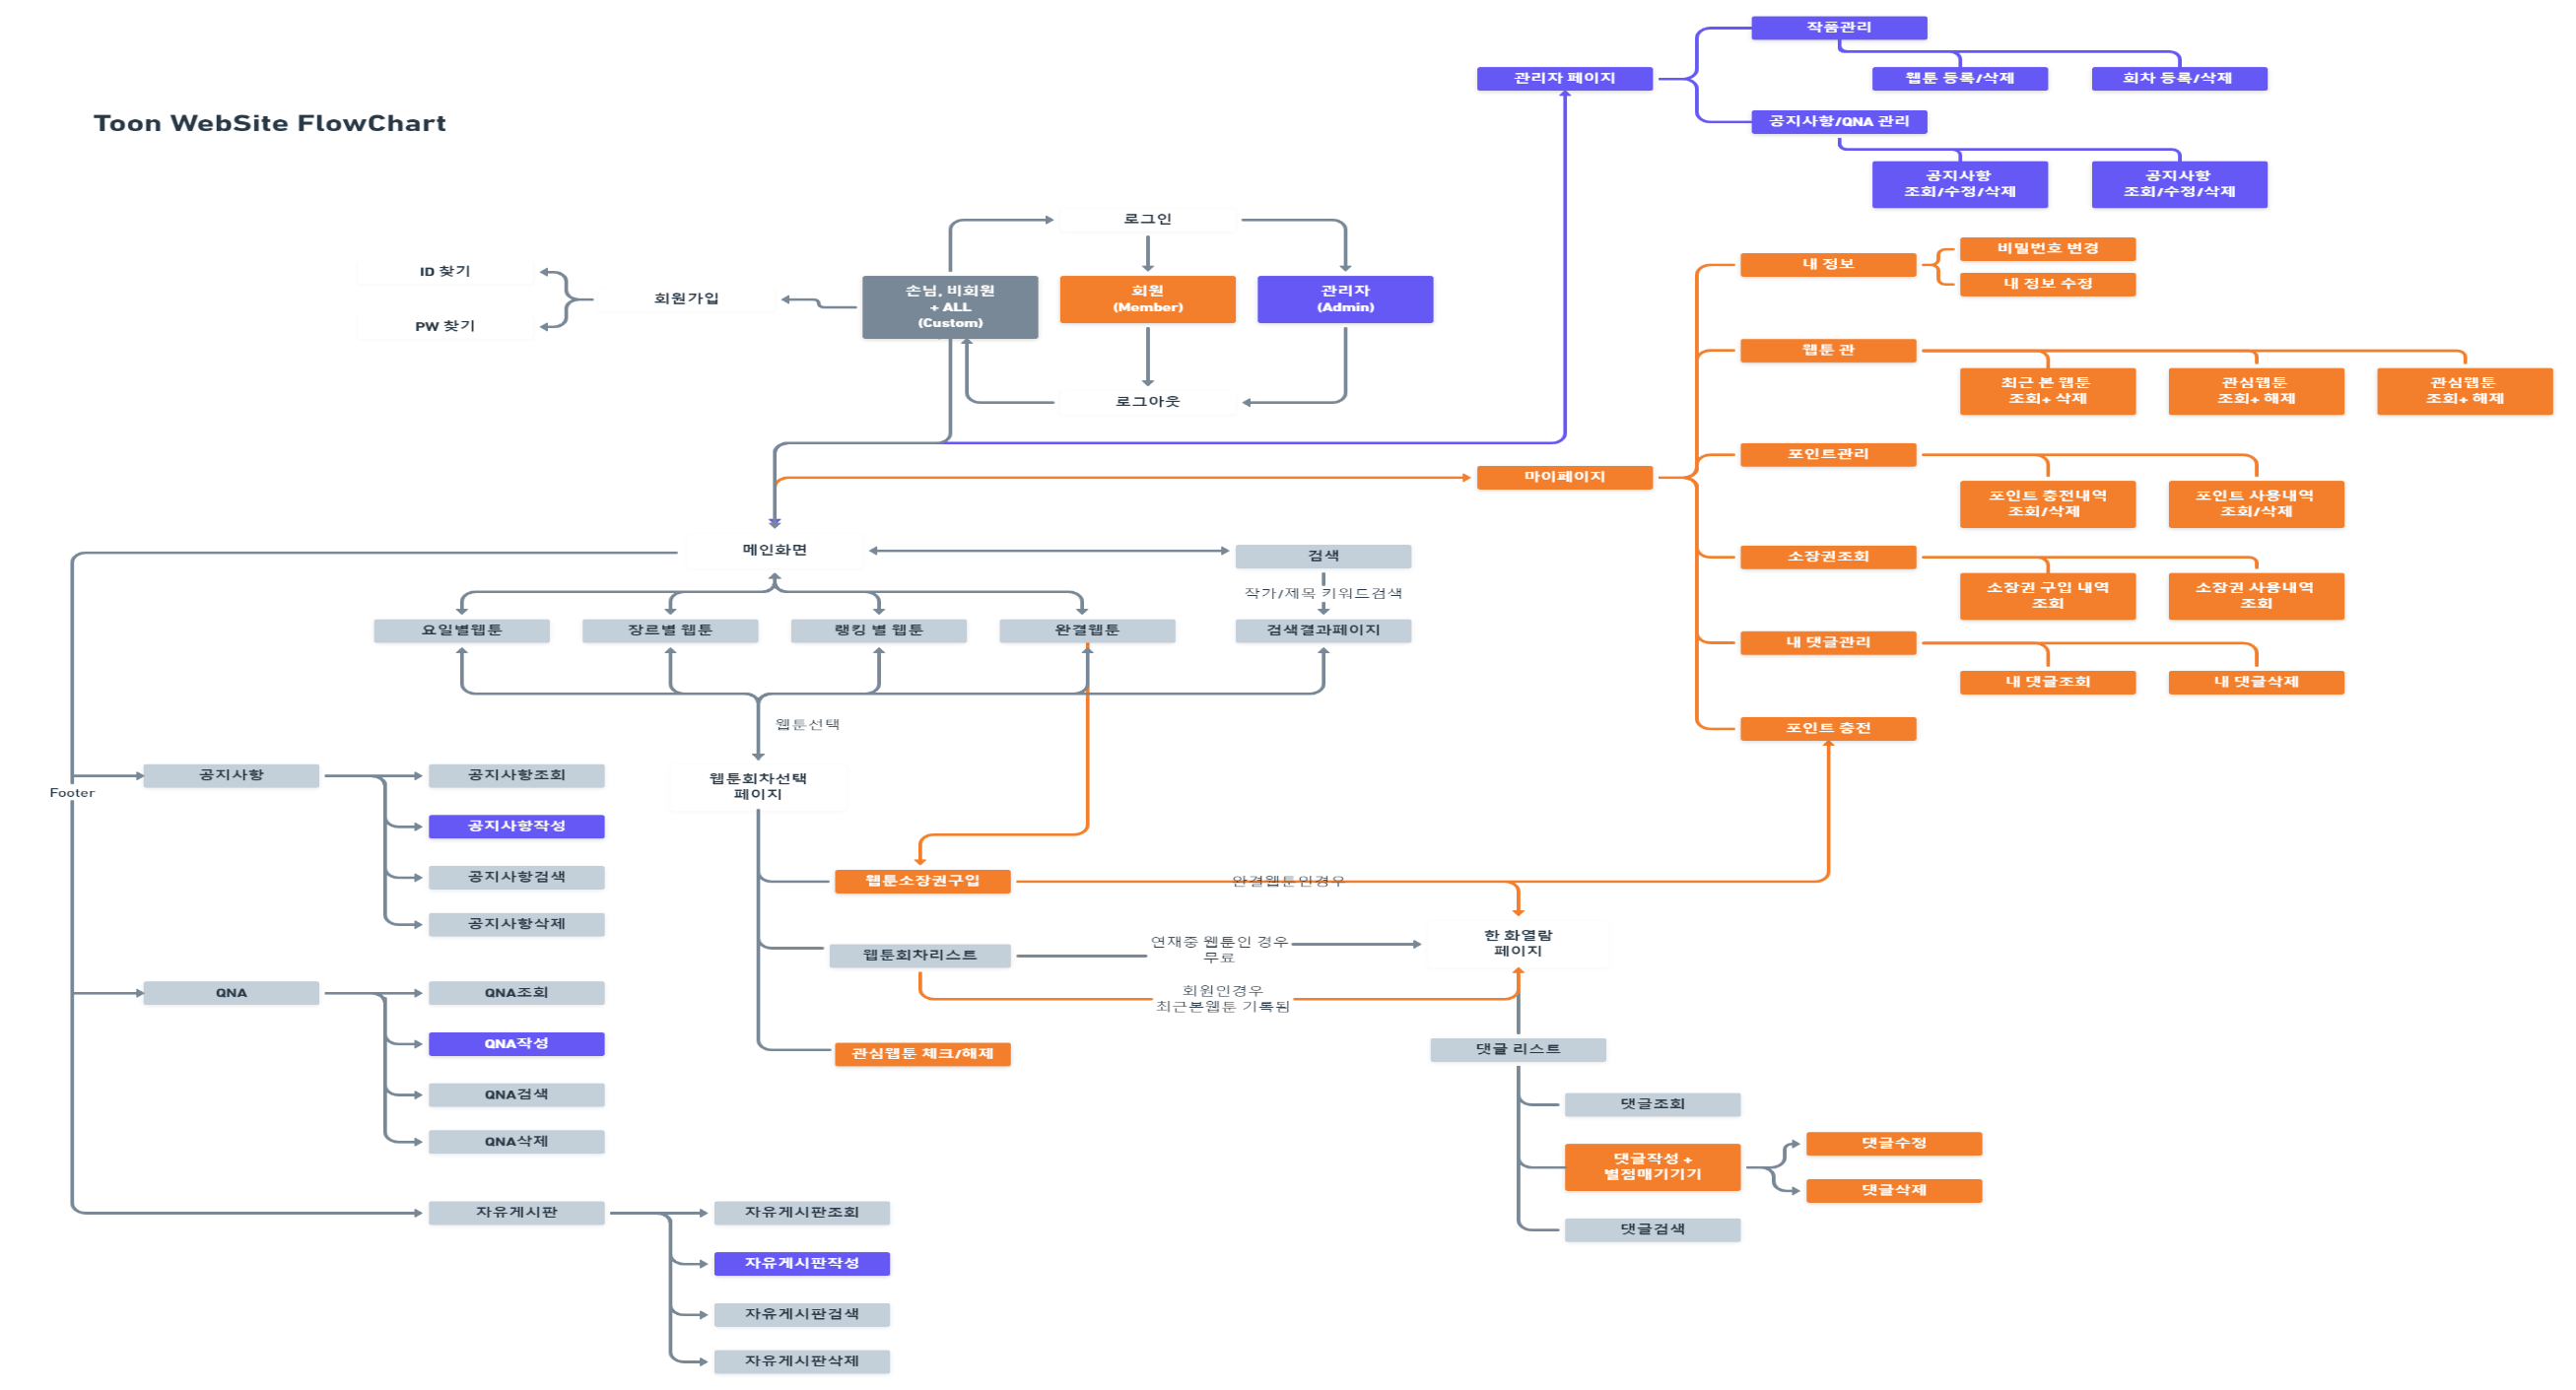 Toon WebSite FlowChart
작품관리
관리자 페이지
웹툰 등록/삭제
회차 등록/삭제
공지사항/QNA 관리
공지사항
조회/수정/삭제
공지사항
조회/수정/삭제
로그인
ID 찾기
PW 찾기
회원가입
손님, 비회원
+ ALL
(Custom)
회원
(Member)
관리자
(Admin)
로그아웃
내 정보
비밀번호 변경
내 정보 수정
웹툰 관
최근 본 웹툰
조회+ 삭제
관심웹툰
조회+ 해제
관심웹툰
조회+ 해제
마이페이지
포인트관리
포인트 충전내역
조회/삭제
포인트 사용내역
조회/삭제
소장권조회
소장권 구입 내역
조회
소장권 사용내역
조회
내 댓글관리
내 댓글조회
내 댓글삭제
포인트 충전
메인화면
검색
작가/제목 키워드검색
요일별웹툰
장르별 웹툰
랭킹 별 웹툰
완결웹툰
검색결과페이지
웹툰선택
웹툰회차선택
페이지
Footer
공지사항
공지사항조회
공지사항작성
공지사항검색
공지사항삭제
웹툰소장권구입
완결웹툰인경우
웹툰회차리스트
연재중 웹툰인 경우
무료
한 화열람
페이지
회원인경우
최근본웹툰 기록됨
관심웹툰 체크/해제
QNA
QNA조회
QNA작성
QNA검색
QNA삭제
댓글 리스트
댓글조회
댓글작성 +
별점매기기기
댓글수정
댓글삭제
댓글검색
자유게시판
자유게시판조회
자유게시판작성
자유게시판검색
자유게시판삭제